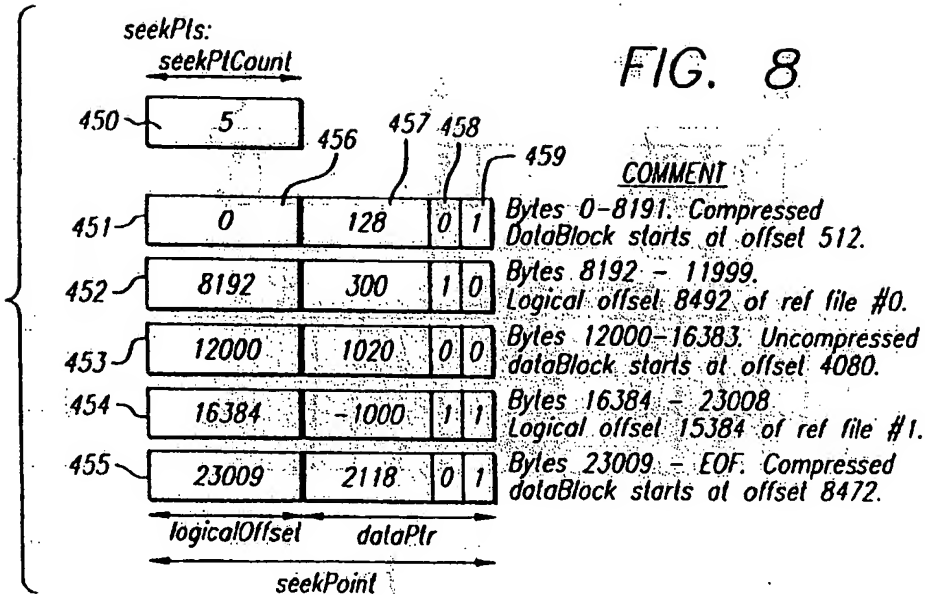 seekPts:
seekPtCount
FIG. 8
450
5
456
457
458
459
COMMENT
451
0
128
0
1
Bytes 0-8191. Compressed
DataBlock starts at offset 512.
452
8192
300
1
0
Bytes 8192 - 11999.
Logical offset 8492 of ref file #0.
453
12000
1020
0
0
Bytes 12000-16383. Uncompressed
dataBlock starts at offset 4080.
454
16384
-1000
1
1
Bytes 16384 - 23008
Logical offset 15384 of ref file #1.
455
23009
2118
0
1
Bytes 23009 - EOF. Compressed
dataBlock starts at offset 8472.
logicalOffset
dataPtr
seekPoint